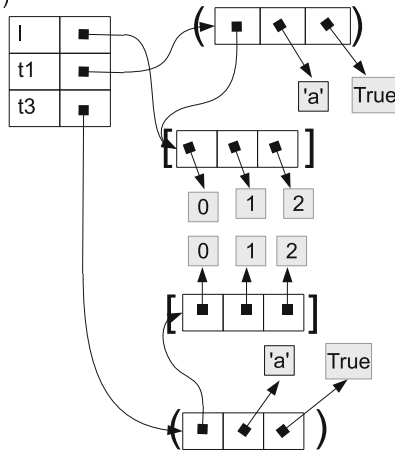 )
l
t1
t3
( )
'a' True
[ ]
0 1 2
0 1 2
[ ]
'a' True
( )